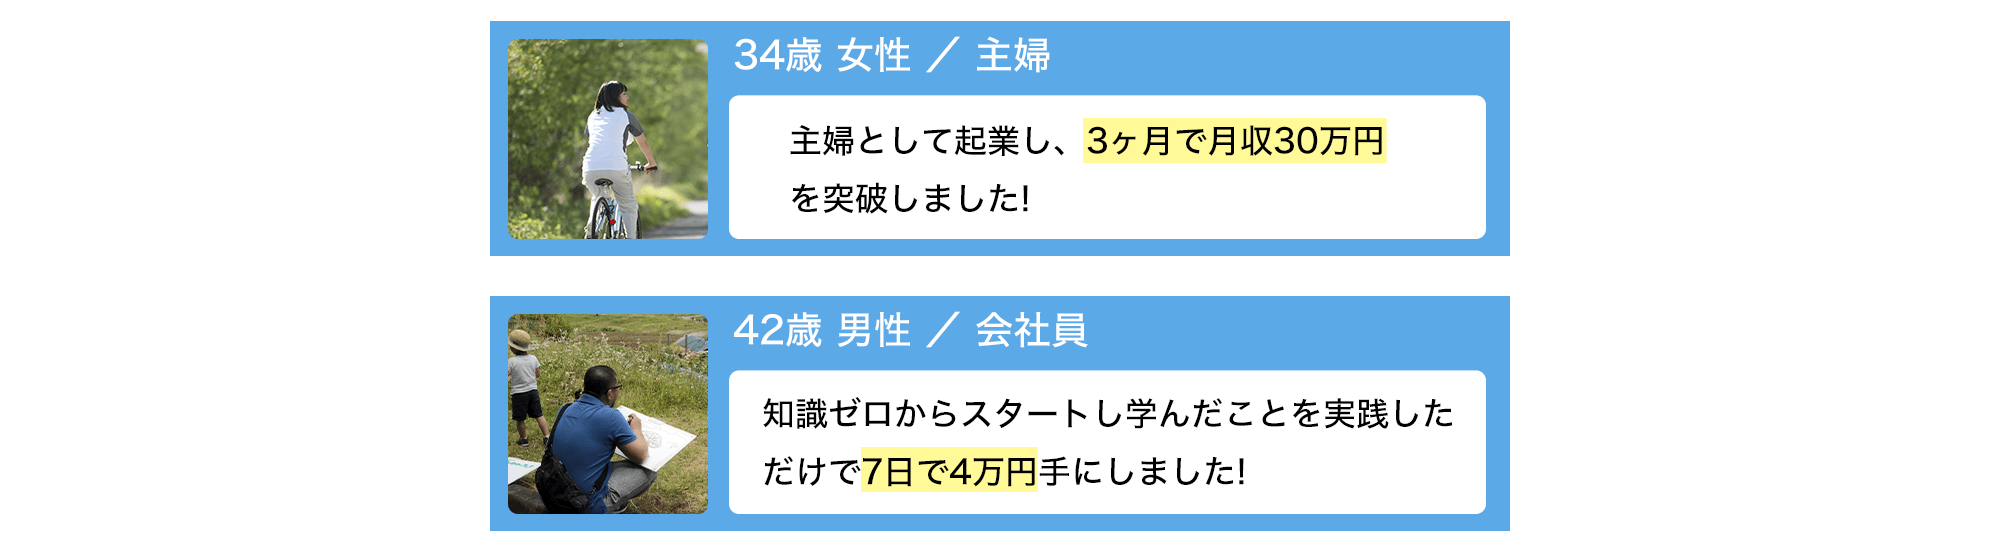 34歳 女性 ／ 主婦
主婦として起業し、3ヶ月で月収30万円
を突破しました!
42歳 男性 ／ 会社員
知識ゼロからスタートし学んだことを実践した
だけで7日で4万円手にしました!